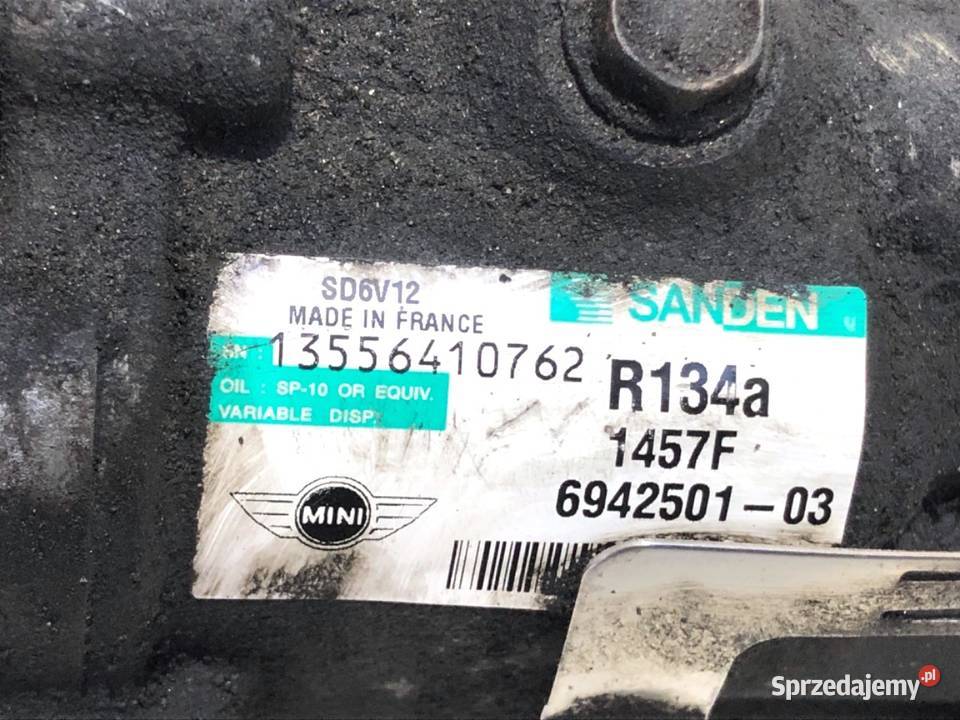 SD6V12
MADE IN FRANCE
SANDEN
SN : 13556410762
OIL : SP-10 OR EQUIV.
VARIABLE DISP.
R134a
1457F
6942501-03
MINI
Sprzedajemy.pl